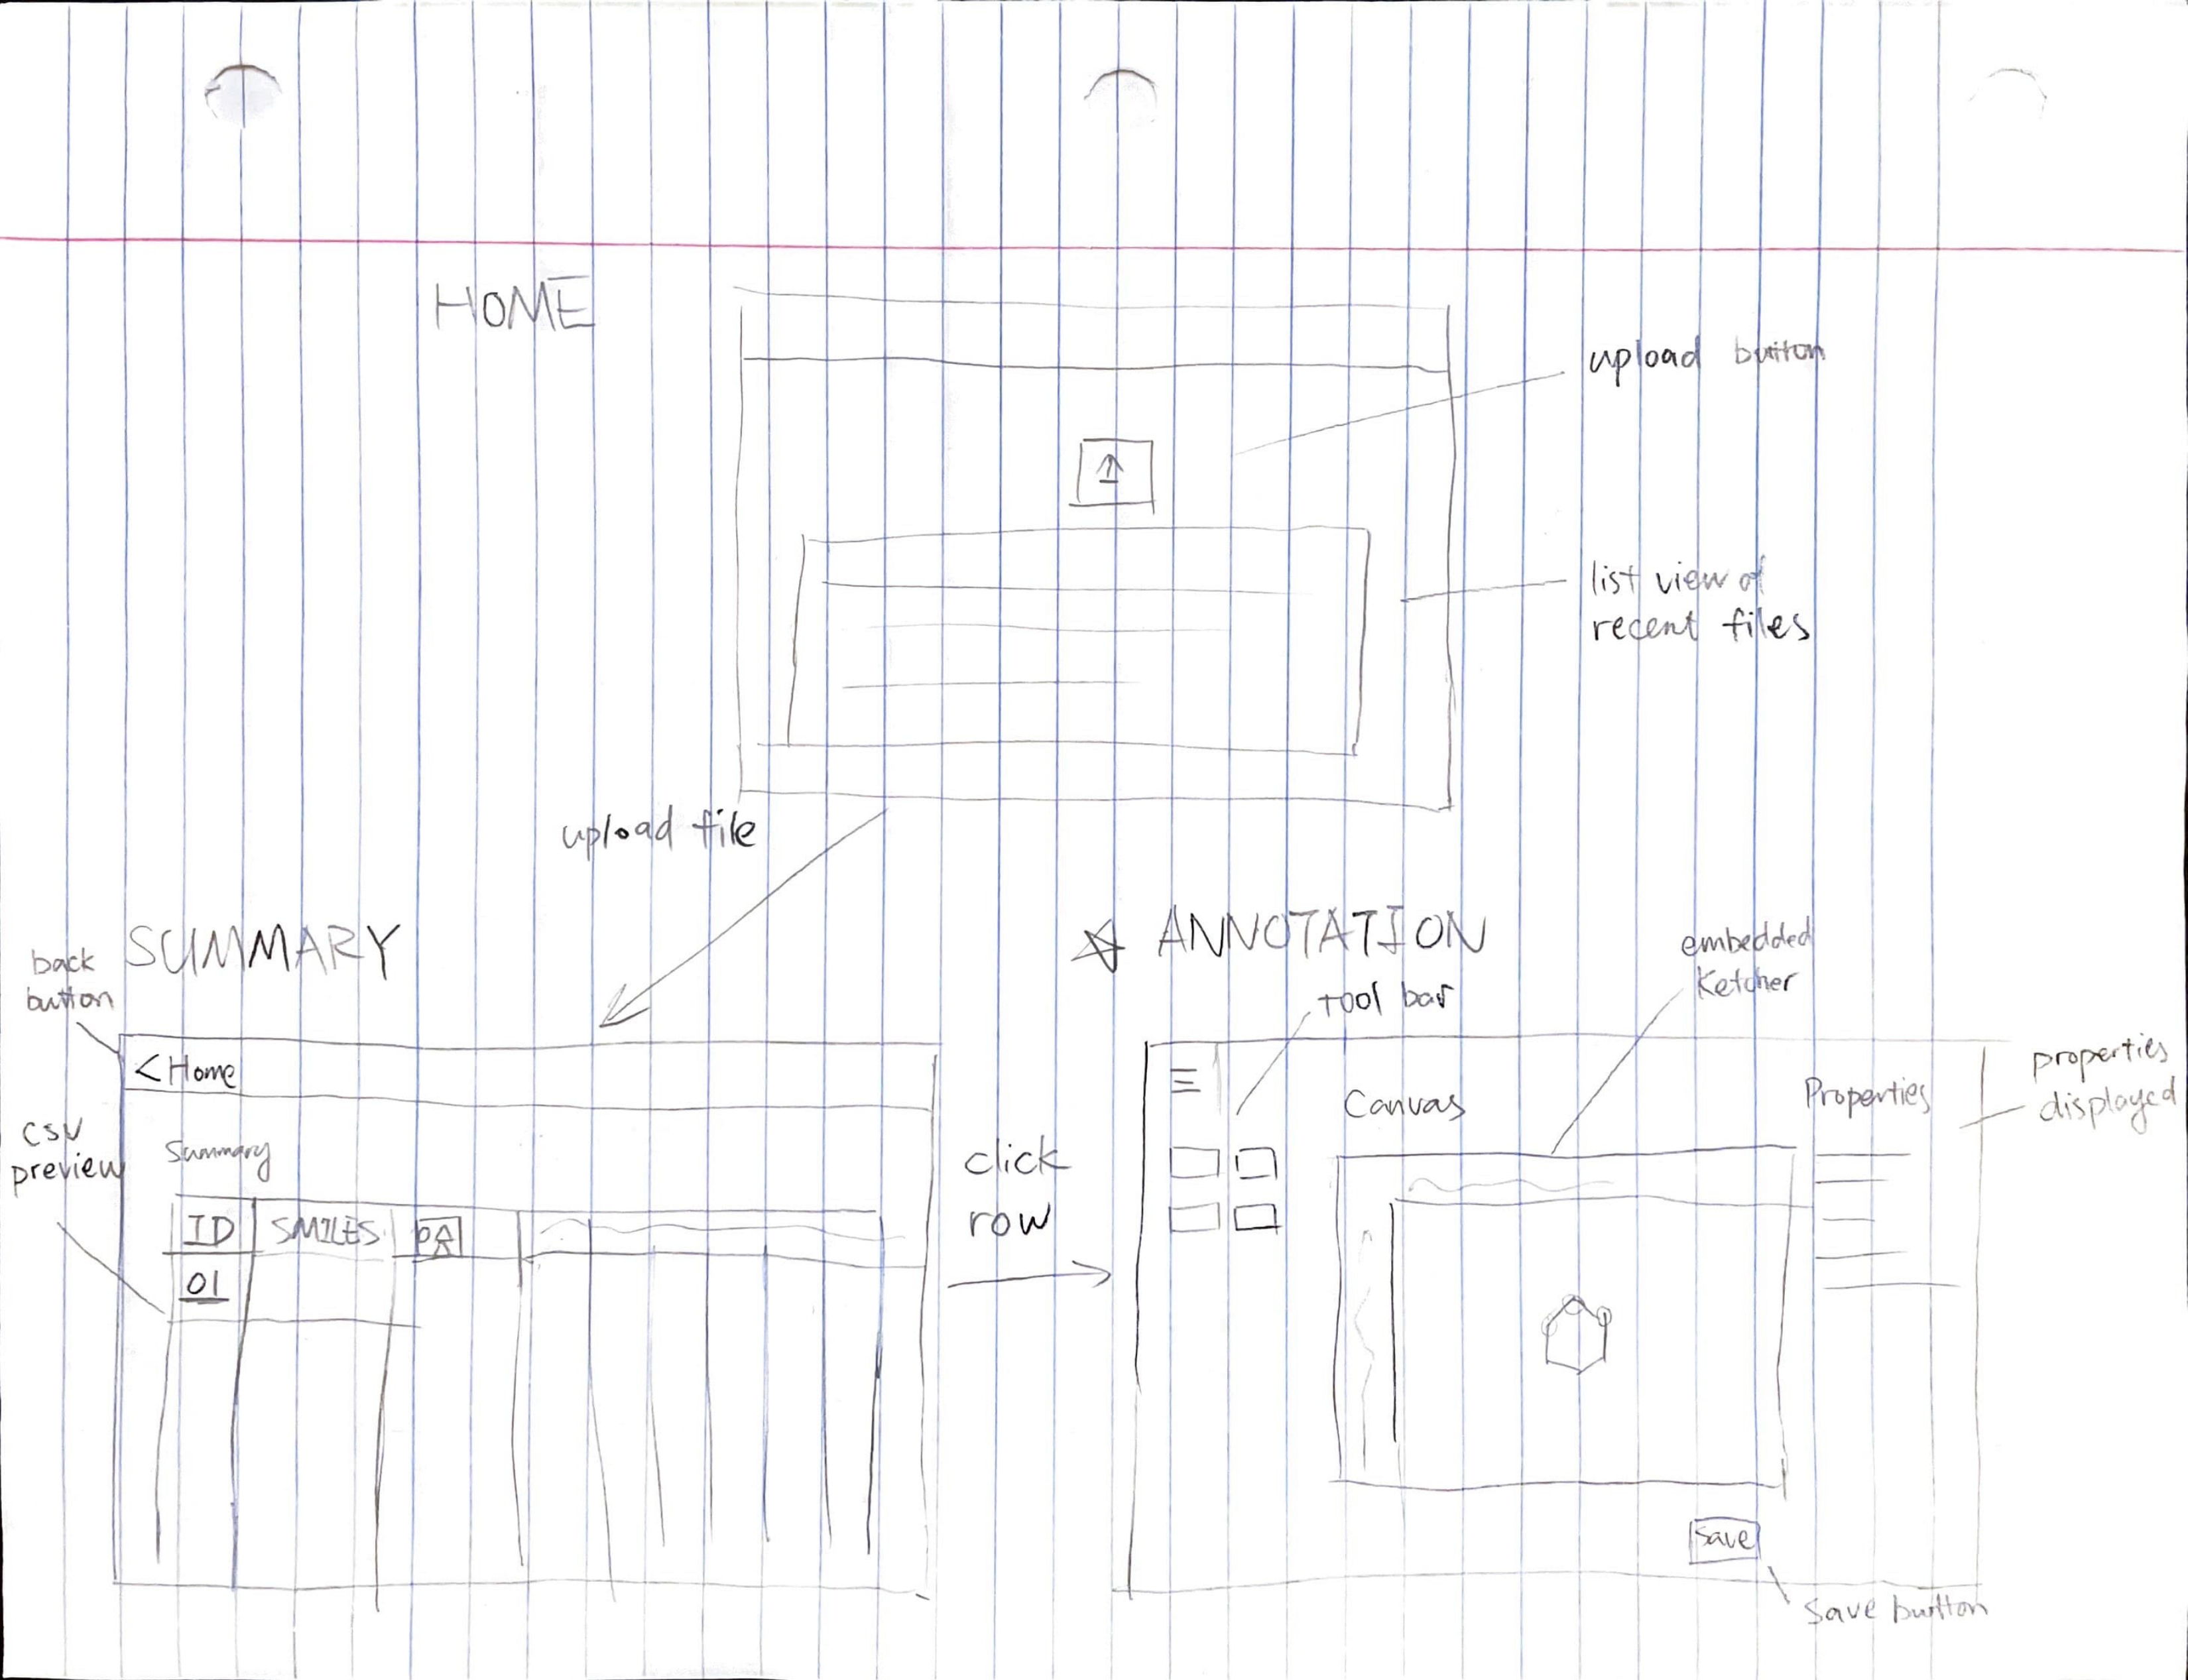 HOME
upload button
list view of
recent files
upload file
SUMMARY
back
button
< Home
CSV
preview
Summary
ID
SMILES
01
click
row
ANNOTATION
tool bar
embedded
Ketcher
Canvas
Properties
properties
displayed
Save
Save button